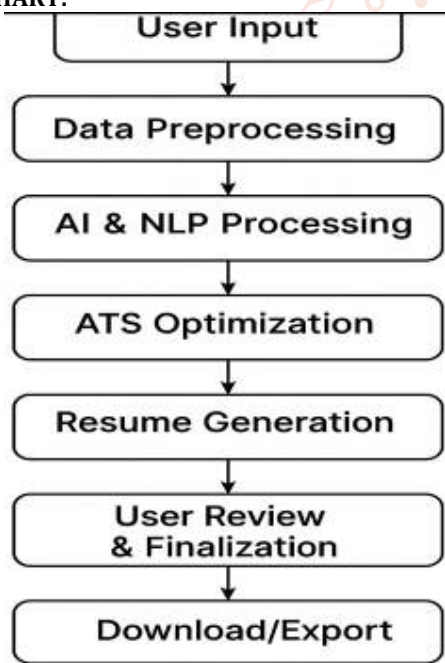 User Input
Data Preprocessing
AI & NLP Processing
ATS Optimization
Resume Generation
User Review
& Finalization
Download/Export